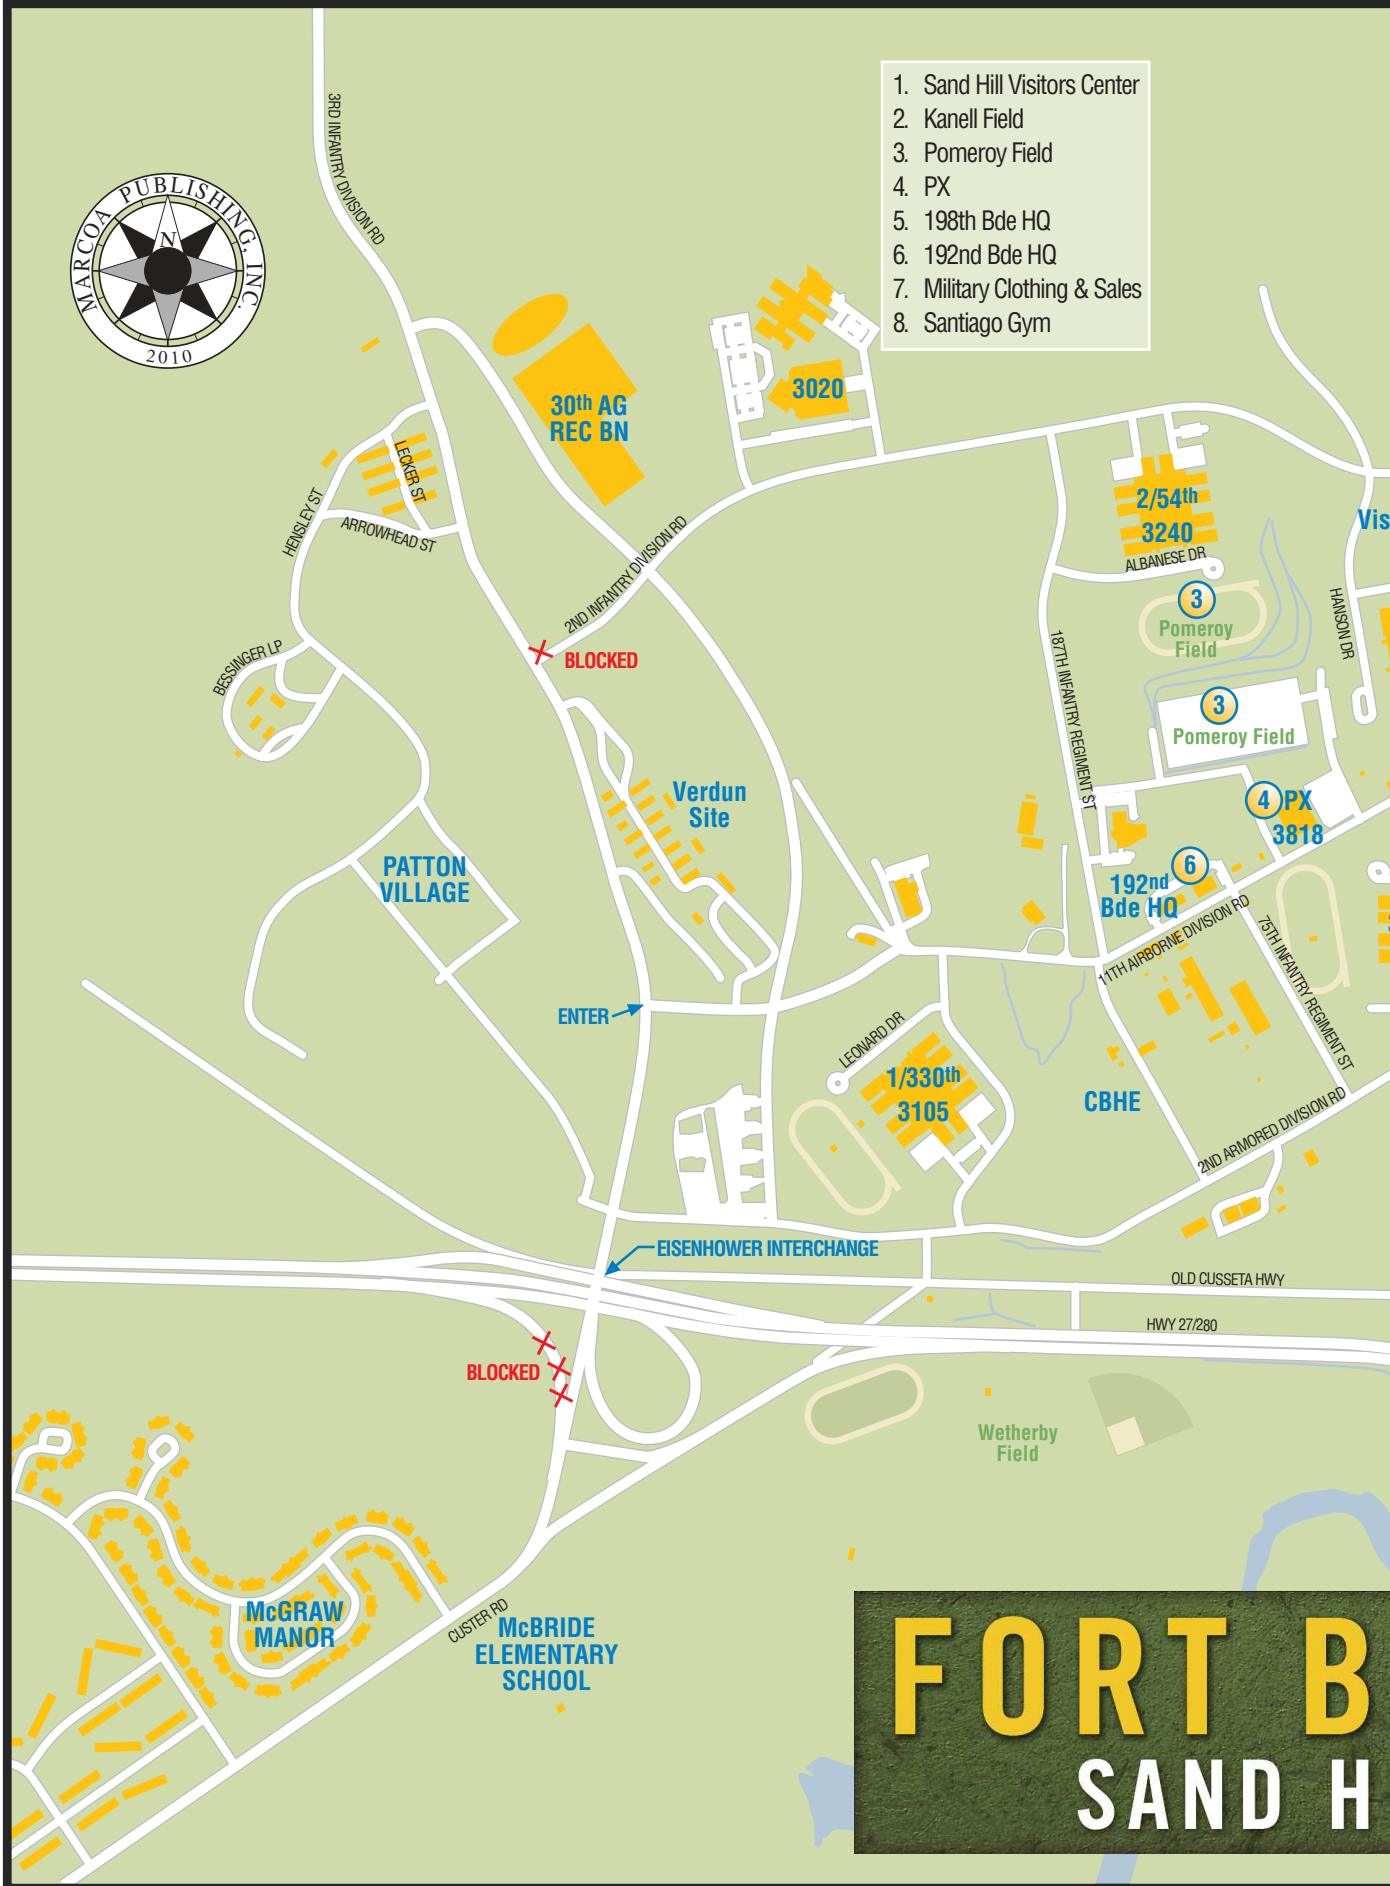 1. Sand Hill Visitors Center
2. Kanell Field
3. Pomeroy Field
4. PX
5. 198th Bde HQ
6. 192nd Bde HQ
7. Military Clothing & Sales
8. Santiago Gym
MARCOA PUBLISHING, INC.
N
2010
3RD INFANTRY DIVISION RD
30th AG
REC BN
3020
LECKER ST
HENSLEY ST
ARROWHEAD ST
2ND INFANTRY DIVISION RD
BLOCKED
BESSINGER LP
2/54th
3240
ALBANESE DR
Vis
3
Pomeroy
Field
HANSON DR
187TH INFANTRY REGIMENT ST
3
Pomeroy Field
Verdun
Site
4 PX
3818
PATTON
VILLAGE
6
192nd
Bde HQ
11TH AIRBORNE DIVISION RD
75TH INFANTRY REGIMENT ST
ENTER
LEONARD DR
1/330th
3105
CBHE
2ND ARMORED DIVISION RD
EISENHOWER INTERCHANGE
OLD CUSSETA HWY
HWY 27/280
BLOCKED
Wetherby
Field
McGRAW
MANOR
CUSTER RD
McBRIDE
ELEMENTARY
SCHOOL
FORT B
SAND H